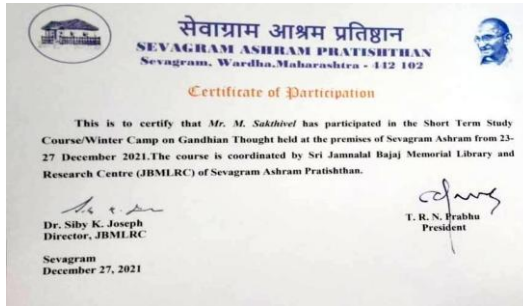 सेवाग्राम आश्रम प्रतिष्ठान
SEVAGRAM ASHRAM PRATISHTHAN
Sevagram, Wardha,Maharashtra - 442 102
Certificate of Participation
This is to certify that Mr. M. Sakthivel has participated in the Short Term Study
Course/Winter Camp on Gandhian Thought held at the premises of Sevagram Ashram from 23-
27 December 2021.The course is coordinated by Sri Jamnalal Bajaj Memorial Library and
Research Centre (JBMLRC) of Sevagram Ashram Pratishthan.
Dr. Siby K. Joseph
Director, JBMLRC
T. R. N. Prabhu
President
Sevagram
December 27, 2021